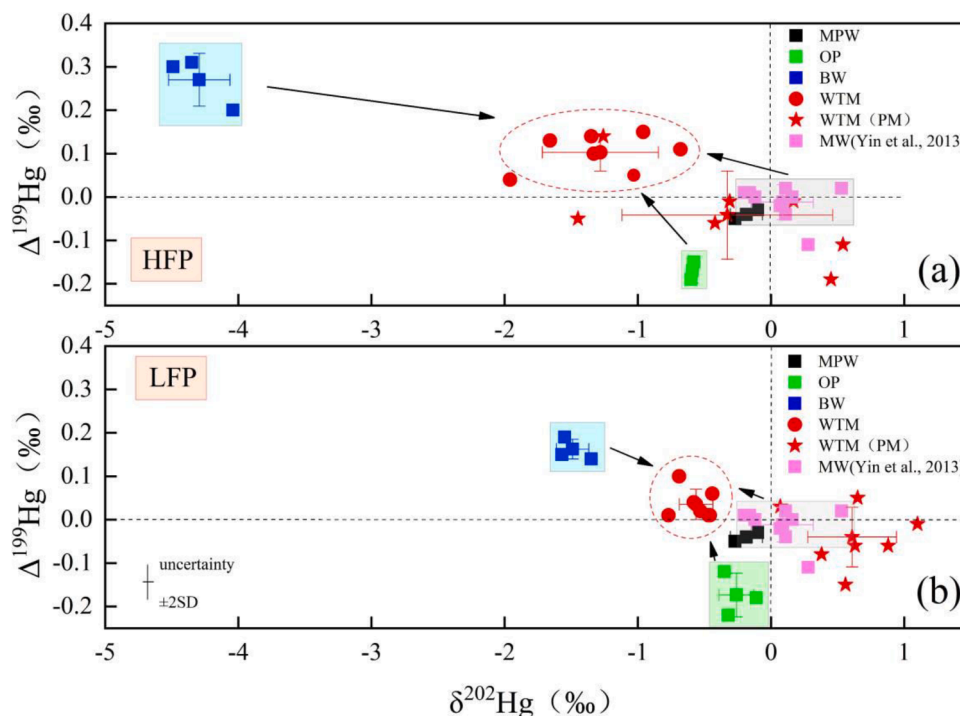 0.4
0.3
0.2
0.1
0.0
-0.1
-0.2
Δ¹⁹⁹Hg（‰）
MPW
OP
BW
WTM
WTM（PM）
MW(Yin et al., 2013)
HFP
(a)
-5 -4 -3 -2 -1 0 1
0.4
0.3
0.2
0.1
0.0
-0.1
-0.2
Δ¹⁹⁹Hg（‰）
LFP
MPW
OP
BW
WTM
WTM（PM）
MW(Yin et al., 2013)
uncertainty
±2SD
(b)
-5 -4 -3 -2 -1 0 1
δ²⁰²Hg（‰）